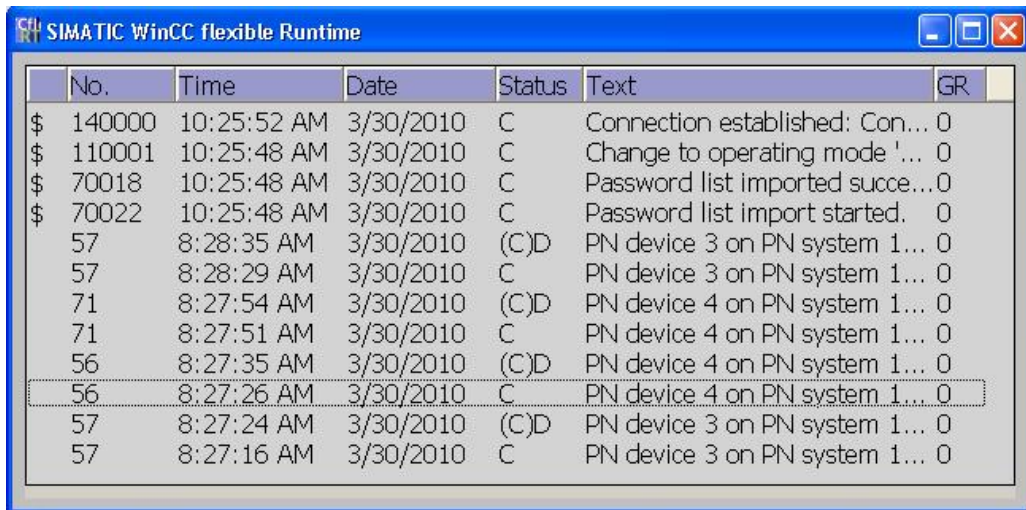 SIMATIC WinCC flexible Runtime
No. Time Date Status Text GR
$ 140000 10:25:52 AM 3/30/2010 C Connection established: Con... 0
$ 110001 10:25:48 AM 3/30/2010 C Change to operating mode '... 0
$ 70018 10:25:48 AM 3/30/2010 C Password list imported succe... 0
$ 70022 10:25:48 AM 3/30/2010 C Password list import started. 0
57 8:28:35 AM 3/30/2010 (C)D PN device 3 on PN system 1... 0
57 8:28:29 AM 3/30/2010 C PN device 3 on PN system 1... 0
71 8:27:54 AM 3/30/2010 (C)D PN device 4 on PN system 1... 0
71 8:27:51 AM 3/30/2010 C PN device 4 on PN system 1... 0
56 8:27:35 AM 3/30/2010 (C)D PN device 4 on PN system 1... 0
56 8:27:26 AM 3/30/2010 C PN device 4 on PN system 1... 0
57 8:27:24 AM 3/30/2010 (C)D PN device 3 on PN system 1... 0
57 8:27:16 AM 3/30/2010 C PN device 3 on PN system 1... 0